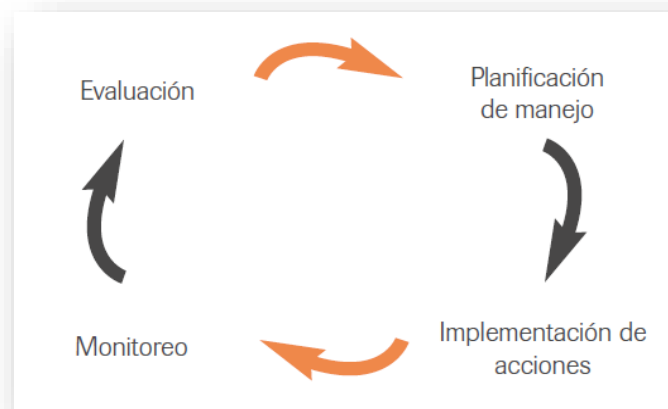 Evaluación
Planificación
de manejo
Monitoreo
Implementación de
acciones